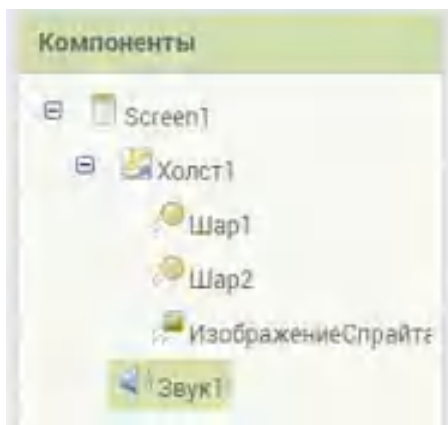 Компоненты
Screen1
Холст1
Шар1
Шар2
ИзображениеСпрайта
Звук1